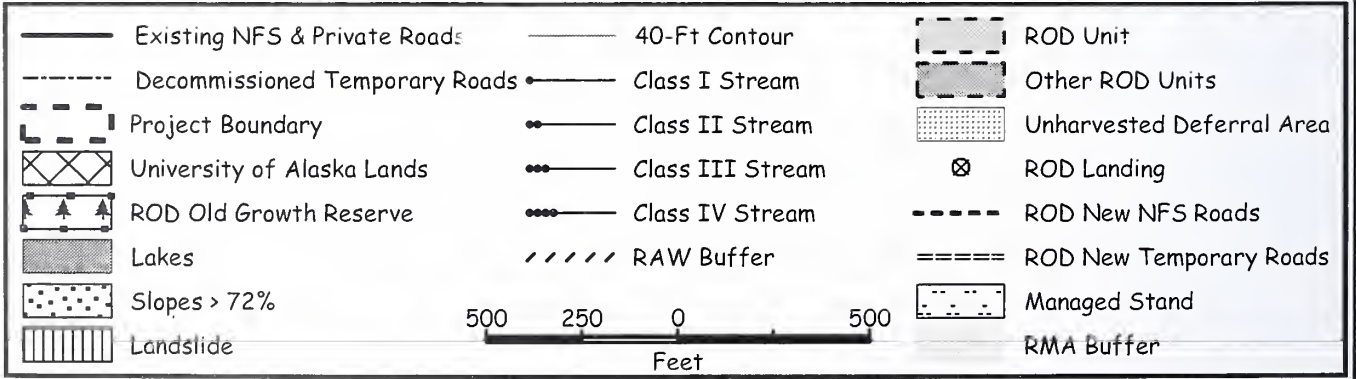 Existing NFS & Private Roads
Decommissioned Temporary Roads
Project Boundary
University of Alaska Lands
ROD Old Growth Reserve
Lakes
Slopes > 72%
Landslide
40-Ft Contour
Class I Stream
Class II Stream
Class III Stream
Class IV Stream
RAW Buffer
500 250 0 500
Feet
ROD Unit
Other ROD Units
Unharvested Deferral Area
ROD Landing
ROD New NFS Roads
ROD New Temporary Roads
Managed Stand
RMA Buffer